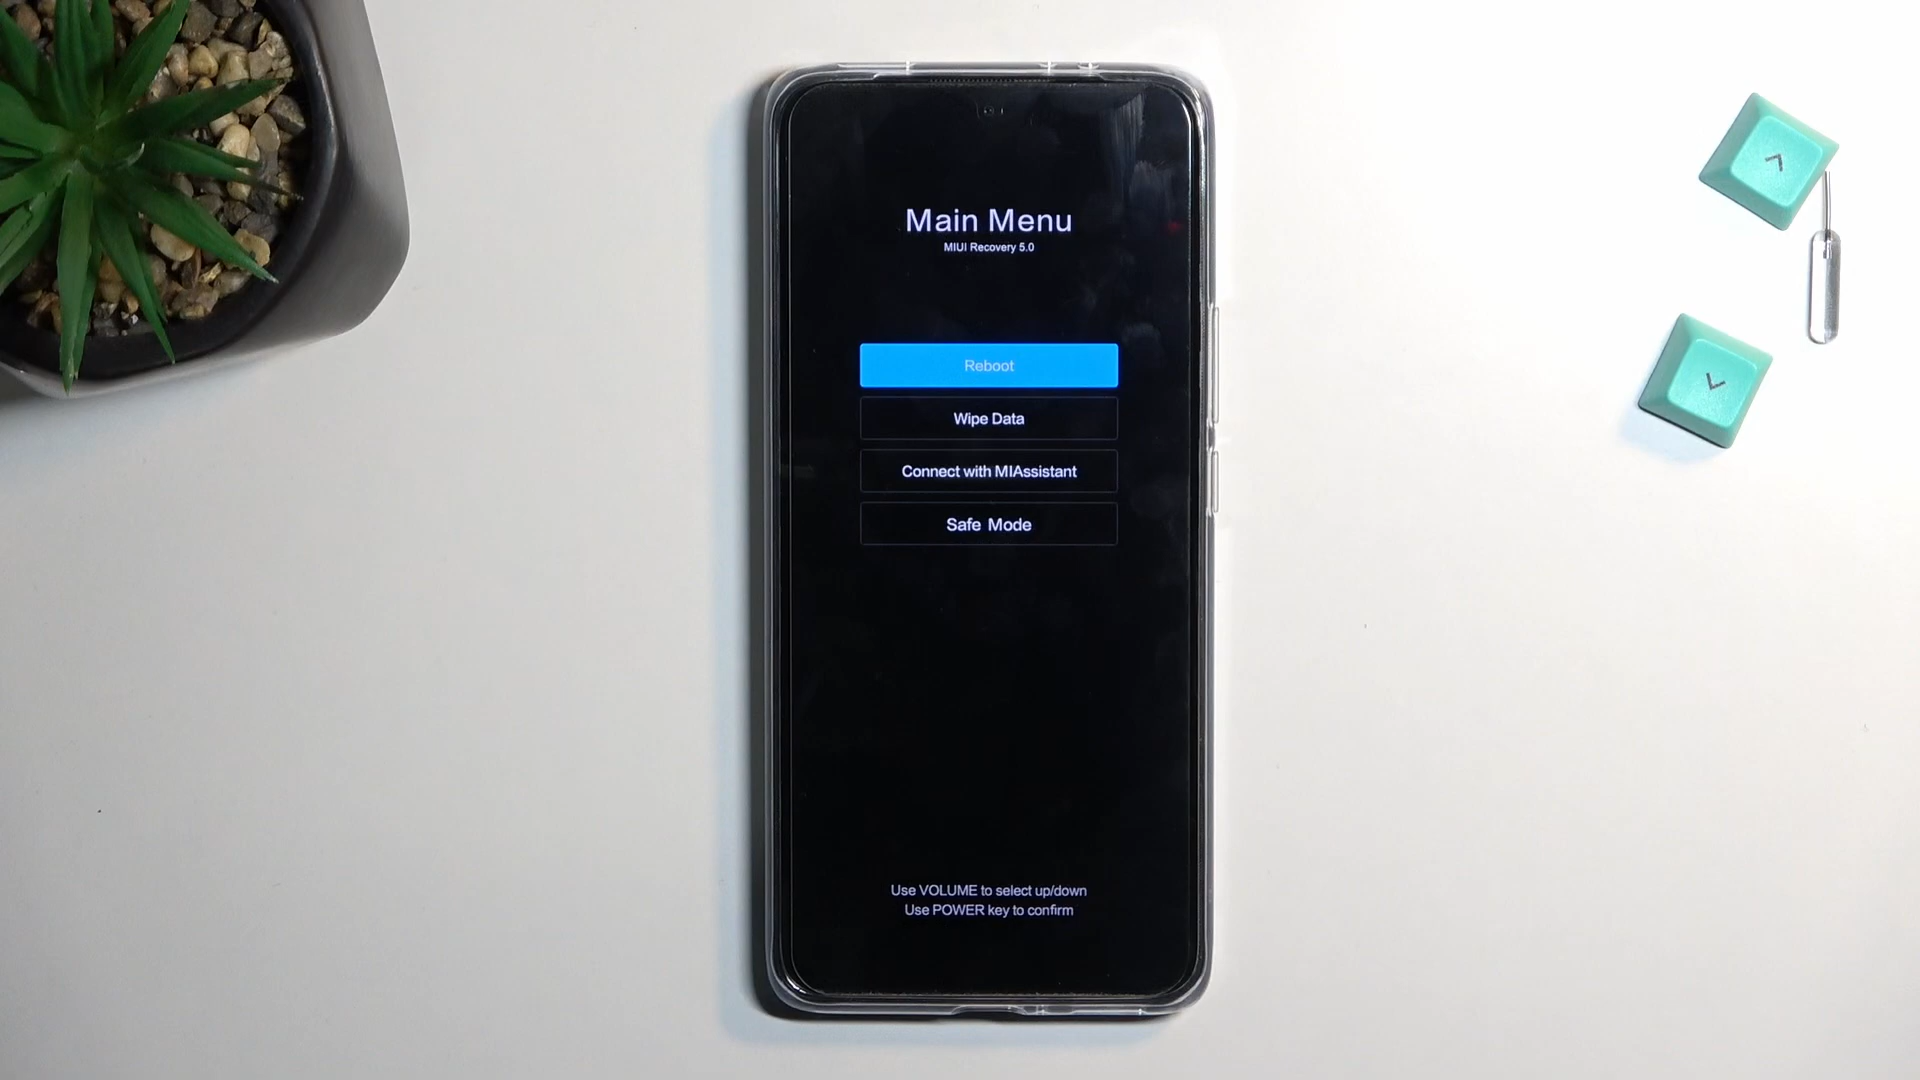 Main Menu
MIUI Recovery 5.0
Reboot
Wipe Data
Connect with MIAssistant
Safe Mode
Use VOLUME to select up/down
Use POWER key to confirm